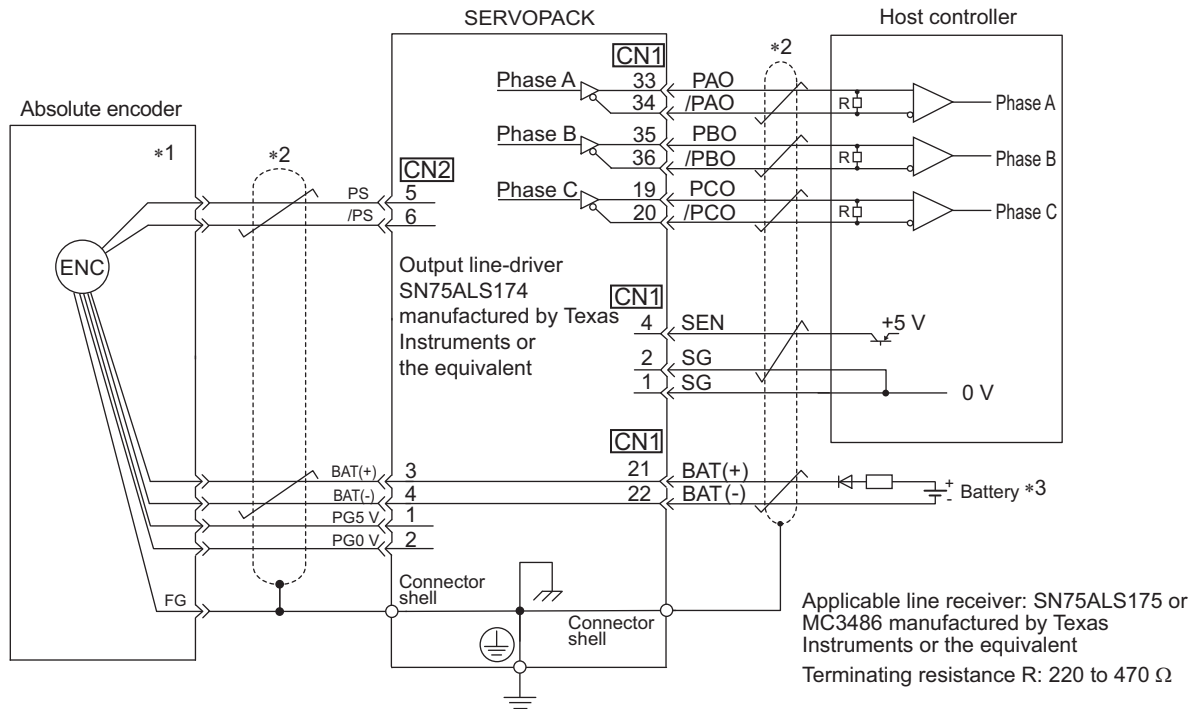 SERVOPACK
Host controller
Absolute encoder
*1
*2
ENC
PS
/PS
CN2
5
6
BAT(+)
3
BAT(-)
4
PG5 V
1
PG0 V
2
FG
Connector
shell
Output line-driver
SN75ALS174
manufactured by Texas
Instruments or
the equivalent
CN1
Phase A
33
PAO
34
/PAO
Phase B
35
PBO
36
/PBO
Phase C
19
PCO
20
/PCO
*2
R
Phase A
R
Phase B
R
Phase C
CN1
4
SEN
+5 V
2
SG
1
SG
0 V
CN1
21
BAT(+)
22
BAT(-)
+
-
Battery *3
Connector
shell
Applicable line receiver: SN75ALS175 or
MC3486 manufactured by Texas
Instruments or the equivalent
Terminating resistance R: 220 to 470 Ω